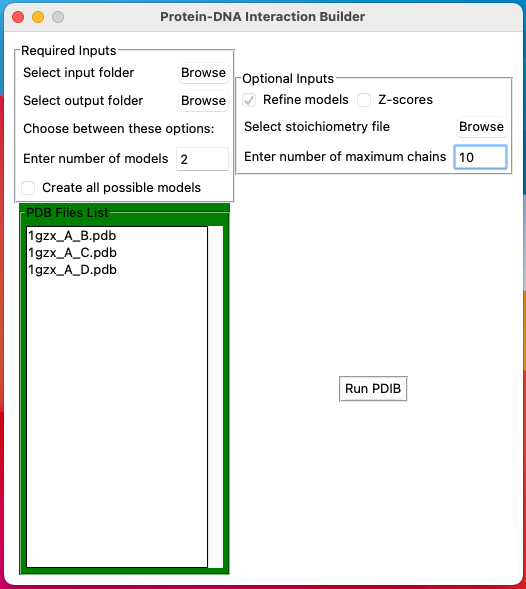 Protein-DNA Interaction Builder
Required Inputs
Select input folder Browse
Select output folder Browse
Choose between these options:
Enter number of models 2
Create all possible models
Optional Inputs
Refine models Z-scores
Select stoichiometry file Browse
Enter number of maximum chains 10
PDB Files List
1gzx_A_B.pdb
1gzx_A_C.pdb
1gzx_A_D.pdb
Run PDIB